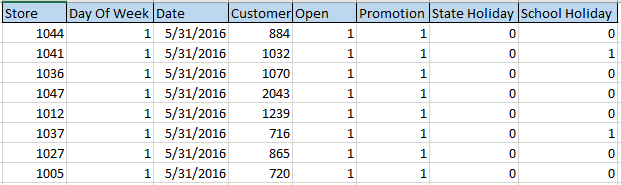 Store Day Of Week Date Customer Open Promotion State Holiday School Holiday
1044 1 5/31/2016 884 1 1 0 0
1041 1 5/31/2016 1032 1 1 0 1
1036 1 5/31/2016 1070 1 1 0 0
1047 1 5/31/2016 2043 1 1 0 0
1012 1 5/31/2016 1239 1 1 0 0
1037 1 5/31/2016 716 1 1 0 1
1027 1 5/31/2016 865 1 1 0 0
1005 1 5/31/2016 720 1 1 0 0